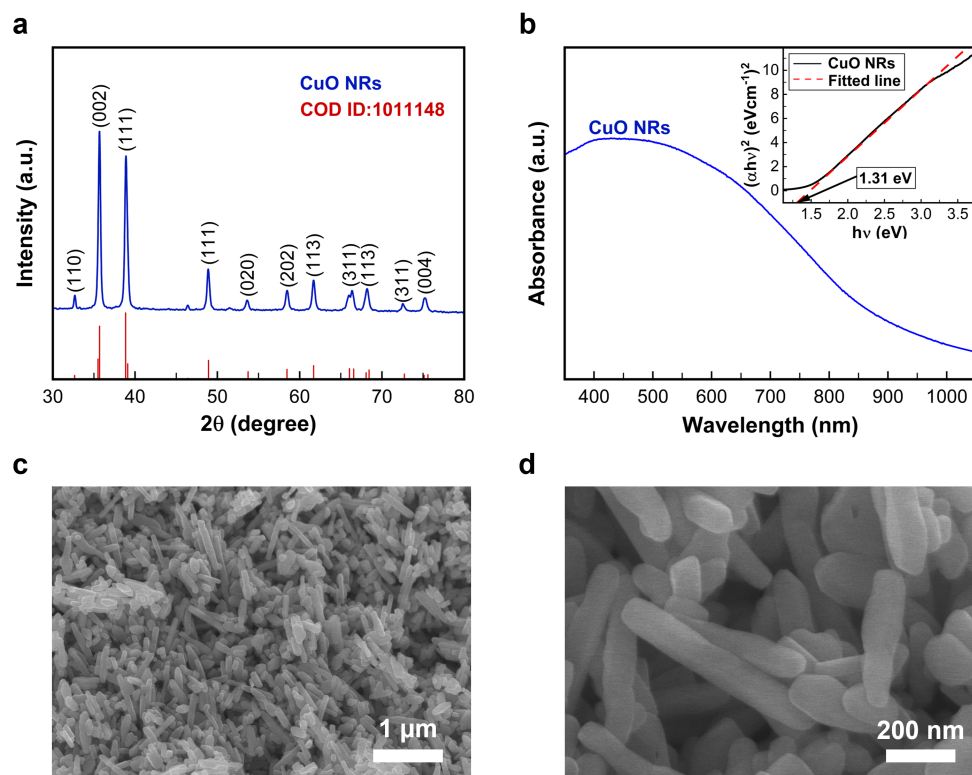 a
CuO NRs
COD ID:1011148
(002)
(111)
(110)
(111)
(020)
(202)
(113)
(311)
(113)
(311)
(004)
Intensity (a.u.)
30 40 50 60 70 80
2θ (degree)
b
CuO NRs
CuO NRs
Fitted line
10
8
6
4
2
0
(αhν)² (eVcm⁻¹)²
1.31 eV
1.5 2.0 2.5 3.0 3.5
hν (eV)
Absorbance (a.u.)
400 500 600 700 800 900 1000
Wavelength (nm)
c
1 µm
d
200 nm